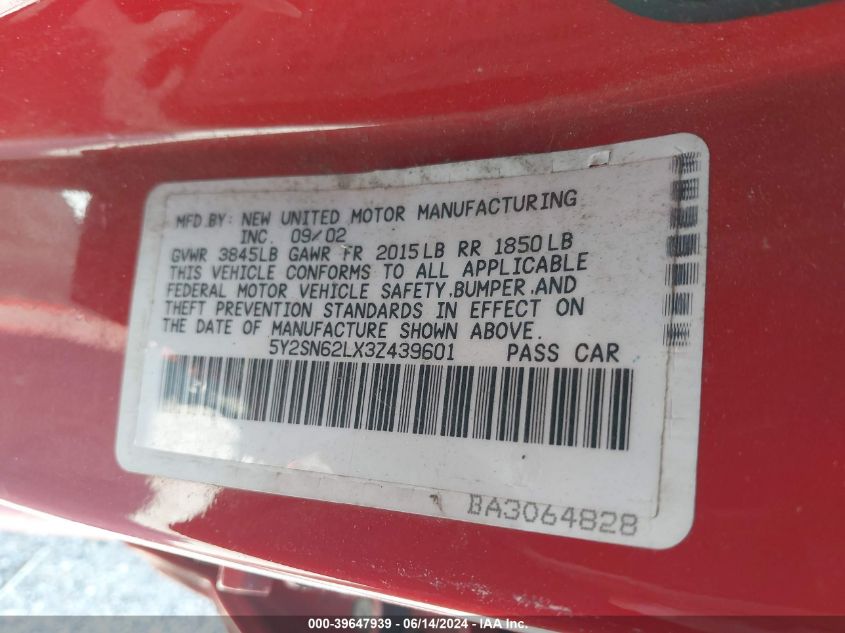 MFD.BY: NEW UNITED MOTOR MANUFACTURING
INC. 09/02
GVWR 3845LB GAWR FR 2015LB RR 1850LB
THIS VEHICLE CONFORMS TO ALL APPLICABLE
FEDERAL MOTOR VEHICLE SAFETY,BUMPER,AND
THEFT PREVENTION STANDARDS IN EFFECT ON
THE DATE OF MANUFACTURE SHOWN ABOVE.
5Y2SN62LX3Z439601 PASS CAR
BA3064828
000-39647939 - 06/14/2024 - IAA Inc.